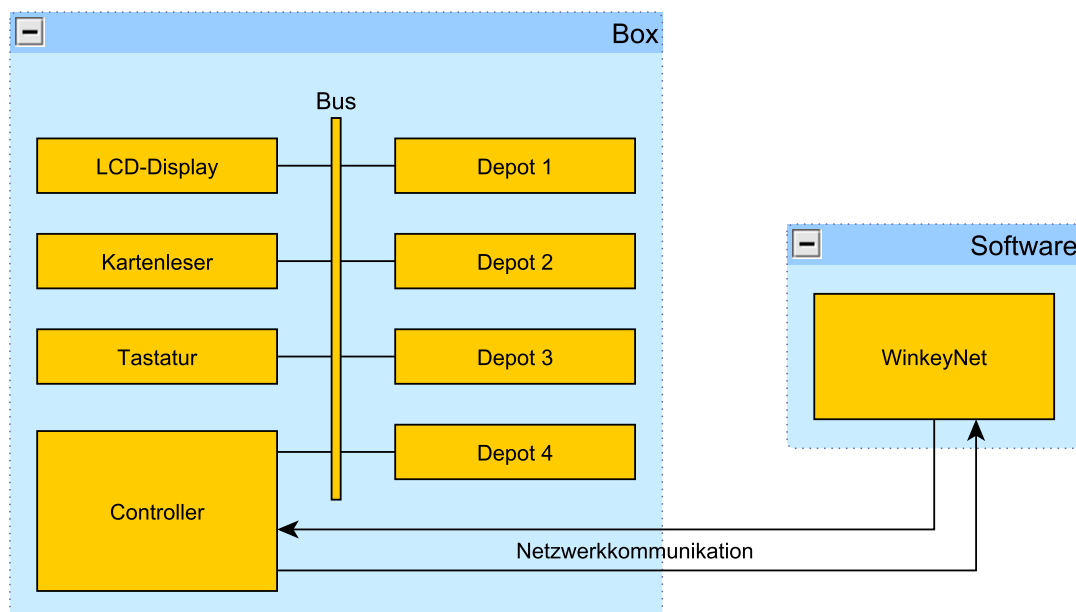 Box
Bus
LCD-Display
Depot 1
Kartenleser
Depot 2
Tastatur
Depot 3
Controller
Depot 4
Software
WinkeyNet
Netzwerkkommunikation